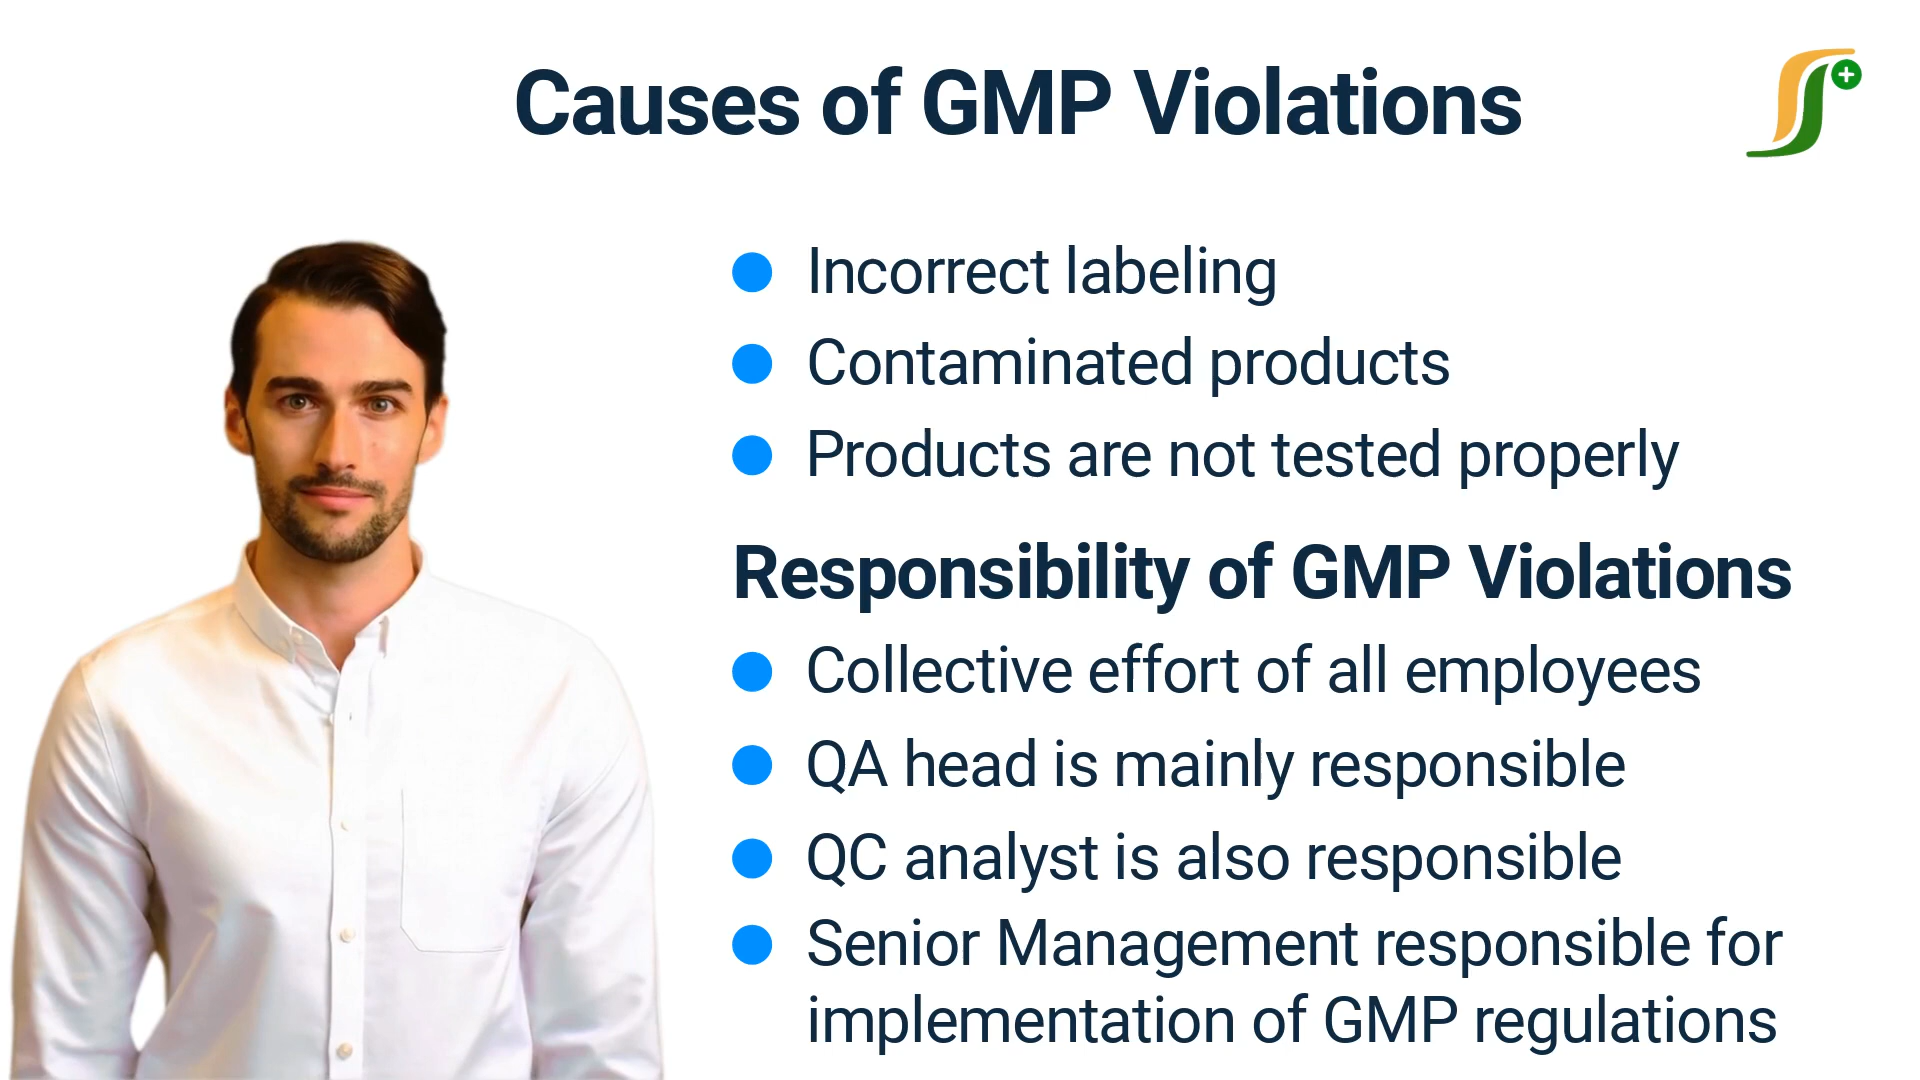 Causes of GMP Violations
Incorrect labeling
Contaminated products
Products are not tested properly
Responsibility of GMP Violations
Collective effort of all employees
QA head is mainly responsible
QC analyst is also responsible
Senior Management responsible for
implementation of GMP regulations